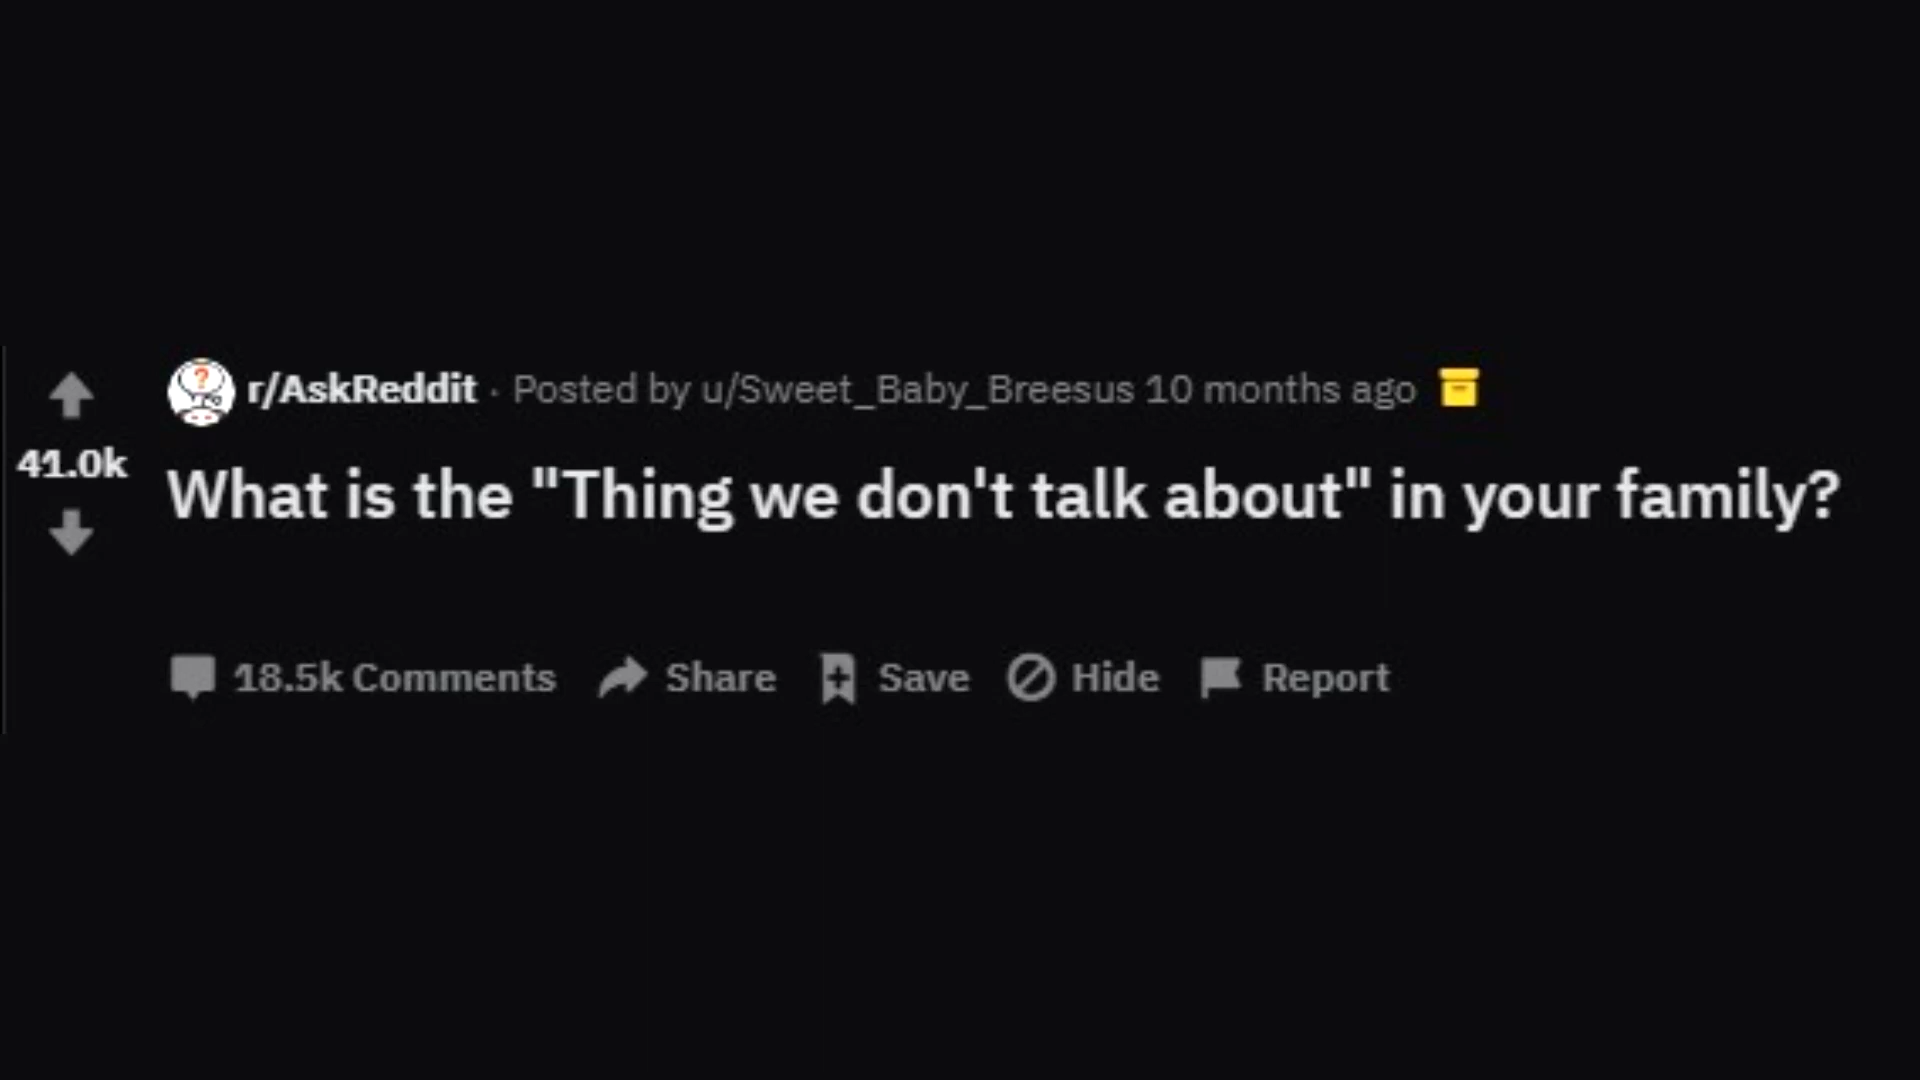 r/AskReddit · Posted by u/Sweet_Baby_Breesus 10 months ago
41.0k
What is the "Thing we don't talk about" in your family?
18.5k Comments Share Save Hide Report